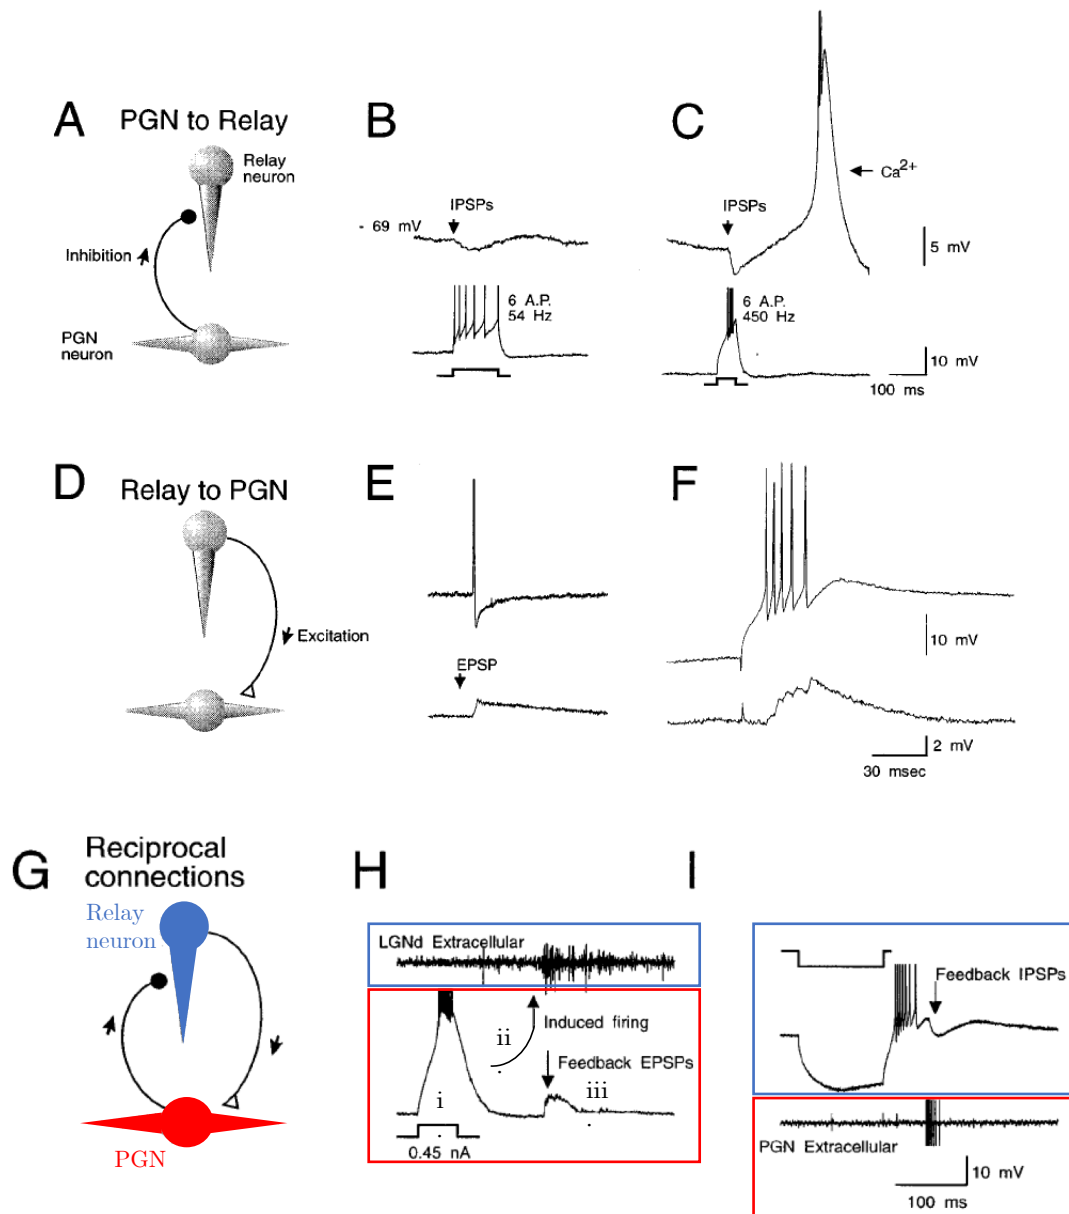 A
PGN to Relay
Relay
neuron
Inhibition
PGN
neuron
B
IPSPs
- 69 mV
6 A.P.
54 Hz
C
Ca2+
IPSPs
5 mV
6 A.P.
450 Hz
10 mV
100 ms
D
Relay to PGN
Excitation
E
EPSP
F
10 mV
2 mV
30 msec
G
Reciprocal
connections
Relay
neuron
PGN
H
LGNd Extracellular
Induced firing
ii
Feedback EPSPs
i
iii
0.45 nA
I
Feedback IPSPs
PGN Extracellular
10 mV
100 ms